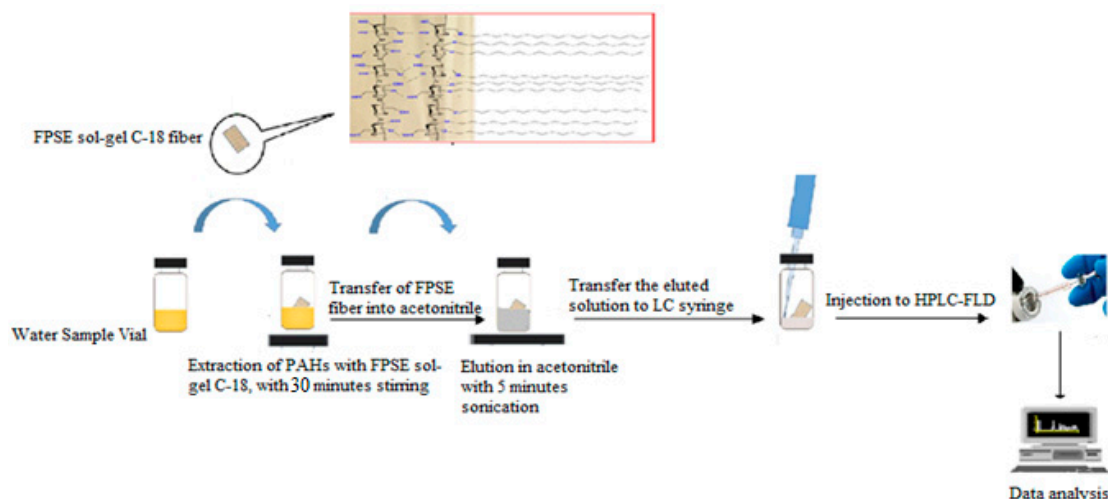 FPSE sol-gel C-18 fiber
Water Sample Vial
Extraction of PAHs with FPSE sol-
gel C-18, with 30 minutes stirring
Transfer of FPSE
fiber into acetonitrile
Elution in acetonitrile
with 5 minutes
sonication
Transfer the eluted
solution to LC syringe
Injection to HPLC-FLD
Data analysis